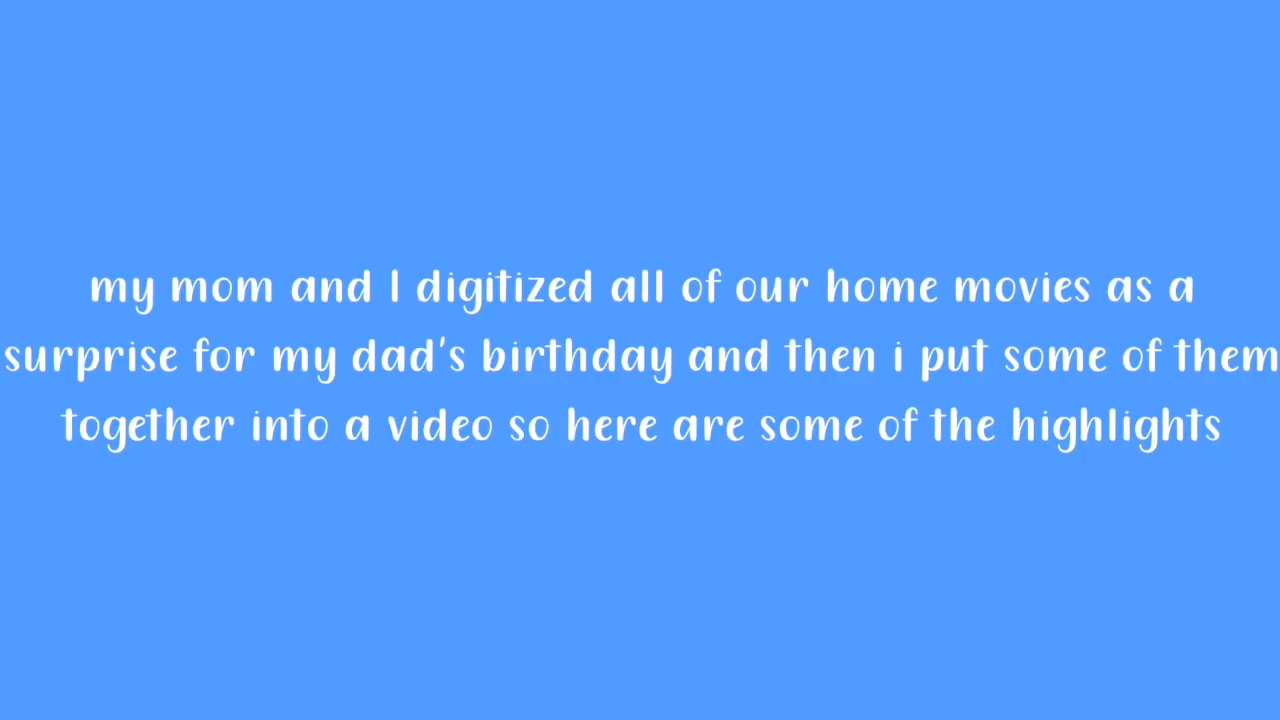 my mom and I digitized all of our home movies as a
surprise for my dad's birthday and then i put some of them
together into a video so here are some of the highlights